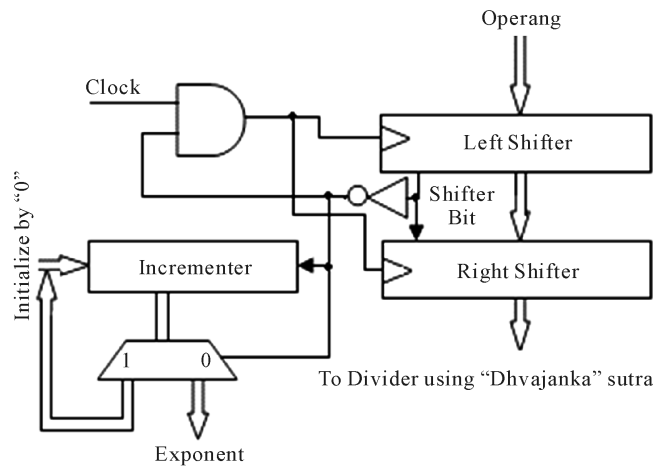 Operang
Clock
Left Shifter
Shifter
Bit
Initialize by “0”
Incrementer
Right Shifter
1 0
To Divider using “Dhvajanka” sutra
Exponent